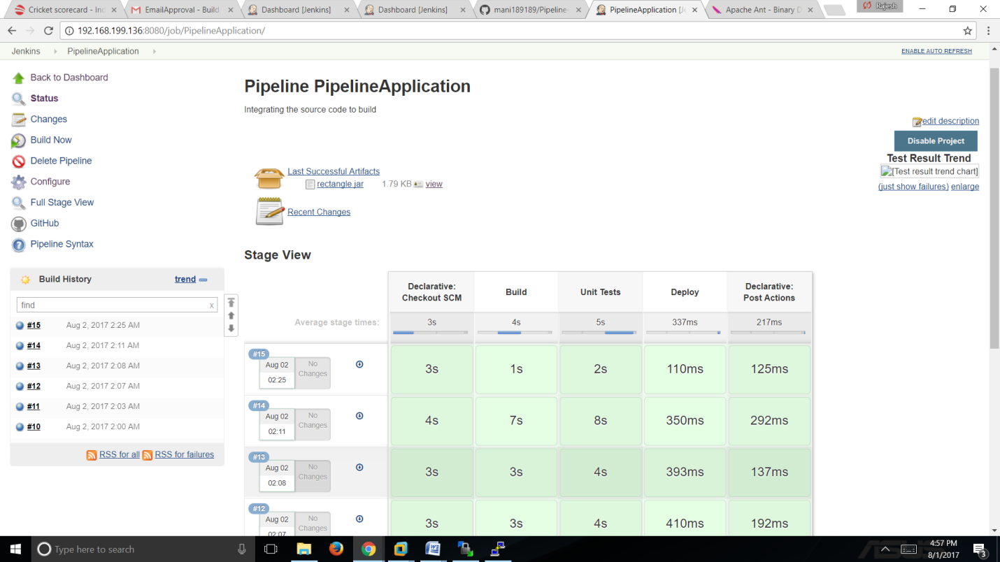 Cricket scorecard - Ind
EmailApproval - Build
Dashboard [Jenkins]
Dashboard [Jenkins]
mani189189/Pipeline-
PipelineApplication [Je
Apache Ant - Binary D
Rajesh
192.168.199.136:8080/job/PipelineApplication/
Jenkins PipelineApplication ENABLE AUTO REFRESH
Back to Dashboard
Status
Changes
Build Now
Delete Pipeline
Configure
Full Stage View
GitHub
Pipeline Syntax
Build History trend
find x
#15 Aug 2, 2017 2:25 AM
#14 Aug 2, 2017 2:11 AM
#13 Aug 2, 2017 2:08 AM
#12 Aug 2, 2017 2:07 AM
#11 Aug 2, 2017 2:03 AM
#10 Aug 2, 2017 2:00 AM
RSS for all RSS for failures
Pipeline PipelineApplication
Integrating the source code to build
edit description
Disable Project
Test Result Trend
[Test result trend chart]
(just show failures) enlarge
Last Successful Artifacts
rectangle.jar 1.79 KB view
Recent Changes
Stage View
Declarative:
Checkout SCM
Build
Unit Tests
Deploy
Declarative:
Post Actions
Average stage times: 3s 4s 5s 337ms 217ms
#15
Aug 02
02:25
No
Changes
3s 1s 2s 110ms 125ms
#14
Aug 02
02:11
No
Changes
4s 7s 8s 350ms 292ms
#13
Aug 02
02:08
No
Changes
3s 3s 4s 393ms 137ms
#12
Aug 02
02:07
No
Changes
3s 3s 4s 410ms 192ms
Type here to search
4:57 PM
8/1/2017
3